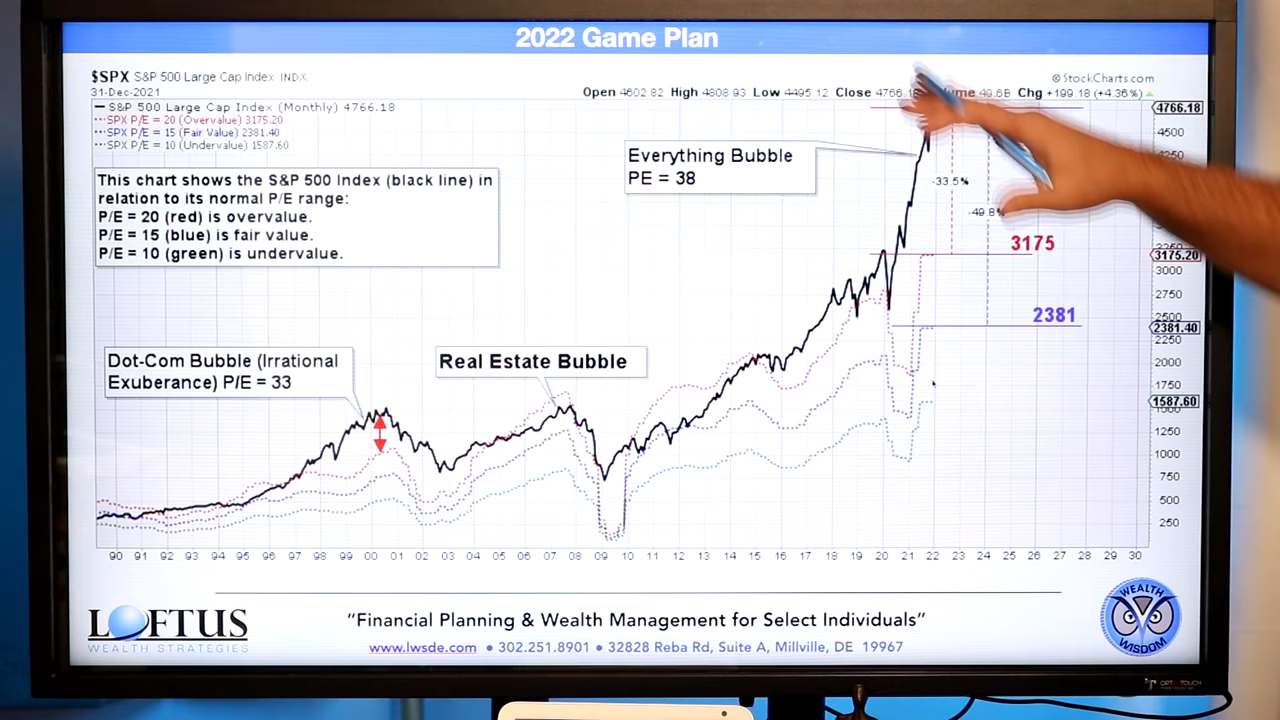 2022 Game Plan
$SPX S&P 500 Large Cap Index INDX
© StockCharts.com
31-Dec-2021
Open 4602.82 High 4808.93 Low 4495.12 Close 4766.18 Volume 49.6B Chg +199.18 (+4.36%)
S&P 500 Large Cap Index (Monthly) 4766.18
SPX P/E = 20 (Overvalue) 3175.20
SPX P/E = 15 (Fair Value) 2381.40
SPX P/E = 10 (Undervalue) 1587.60
This chart shows the S&P 500 Index (black line) in
relation to its normal P/E range:
P/E = 20 (red) is overvalue.
P/E = 15 (blue) is fair value.
P/E = 10 (green) is undervalue.
Everything Bubble
PE = 38
-33.5%
-49.8%
3175
2381
Dot-Com Bubble (Irrational
Exuberance) P/E = 33
Real Estate Bubble
4766.18
4500
4250
3175.20
3000
2750
2500
2381.40
2250
2000
1750
1587.60
1500
1250
1000
750
500
250
90 91 92 93 94 95 96 97 98 99 00 01 02 03 04 05 06 07 08 09 10 11 12 13 14 15 16 17 18 19 20 21 22 23 24 25 26 27 28 29 30
LOFTUS
WEALTH STRATEGIES
"Financial Planning & Wealth Management for Select Individuals"
www.lwsde.com • 302.251.8901 • 32828 Reba Rd, Suite A, Millville, DE 19967
WEALTH
WISDOM